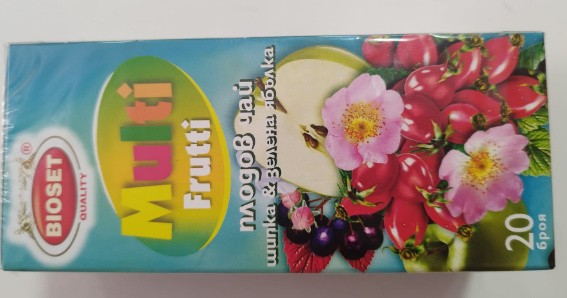 BIOSET
®
QUALITY
Multi
Frutti
плодов чай
шипка & зелена ябълка
20
броя